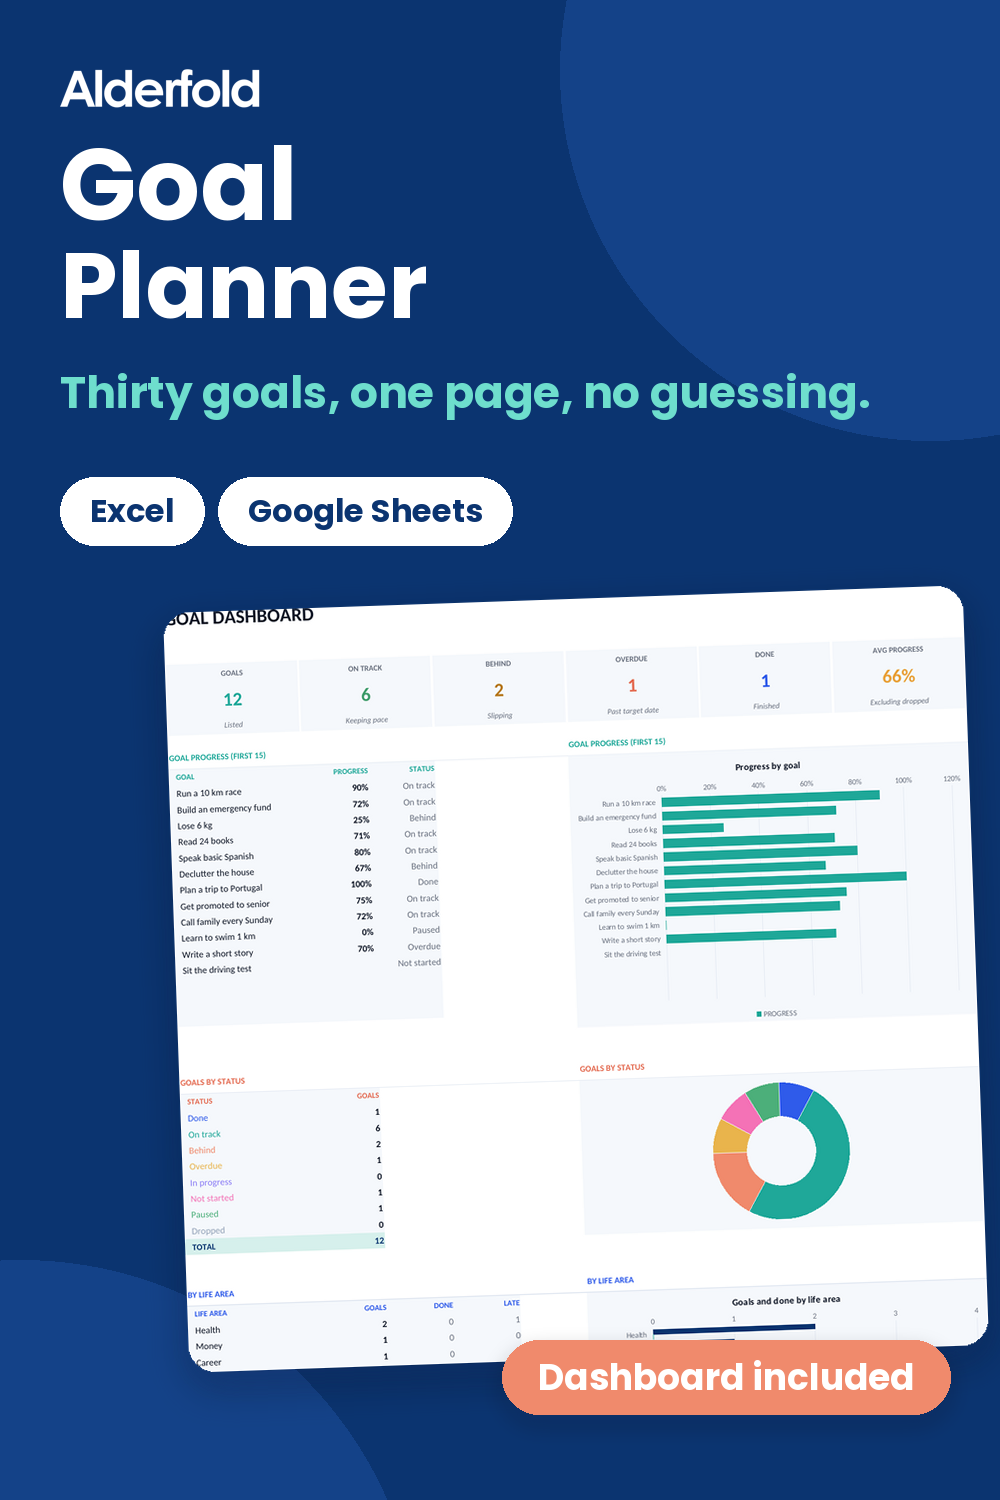 Alderfold
Goal
Planner
Thirty goals, one page, no guessing.
Excel
Google Sheets
GOAL DASHBOARD
GOALS
12
Listed
ON TRACK
6
Keeping pace
BEHIND
2
Slipping
OVERDUE
1
Past target date
DONE
1
Finished
AVG PROGRESS
66%
Excluding dropped
GOAL PROGRESS (FIRST 15)
GOAL PROGRESS STATUS
Run a 10 km race 90% On track
Build an emergency fund 72% On track
Lose 6 kg 25% Behind
Read 24 books 71% On track
Speak basic Spanish 80% On track
Declutter the house 67% Behind
Plan a trip to Portugal 100% Done
Get promoted to senior 75% On track
Call family every Sunday 72% On track
Learn to swim 1 km 0% Paused
Write a short story 70% Overdue
Sit the driving test Not started
GOAL PROGRESS (FIRST 15)
Progress by goal
0% 20% 40% 60% 80% 100% 120%
Run a 10 km race
Build an emergency fund
Lose 6 kg
Read 24 books
Speak basic Spanish
Declutter the house
Plan a trip to Portugal
Get promoted to senior
Call family every Sunday
Learn to swim 1 km
Write a short story
Sit the driving test
PROGRESS
GOALS BY STATUS
STATUS GOALS
Done 1
On track 6
Behind 2
Overdue 1
In progress 0
Not started 1
Paused 1
Dropped 0
TOTAL 12
GOALS BY STATUS
BY LIFE AREA
LIFE AREA GOALS DONE LATE
Health 2 0 1
Money 1 0 0
Career 1 0
BY LIFE AREA
Goals and done by life area
0 1 2 3 4
Health
Dashboard included